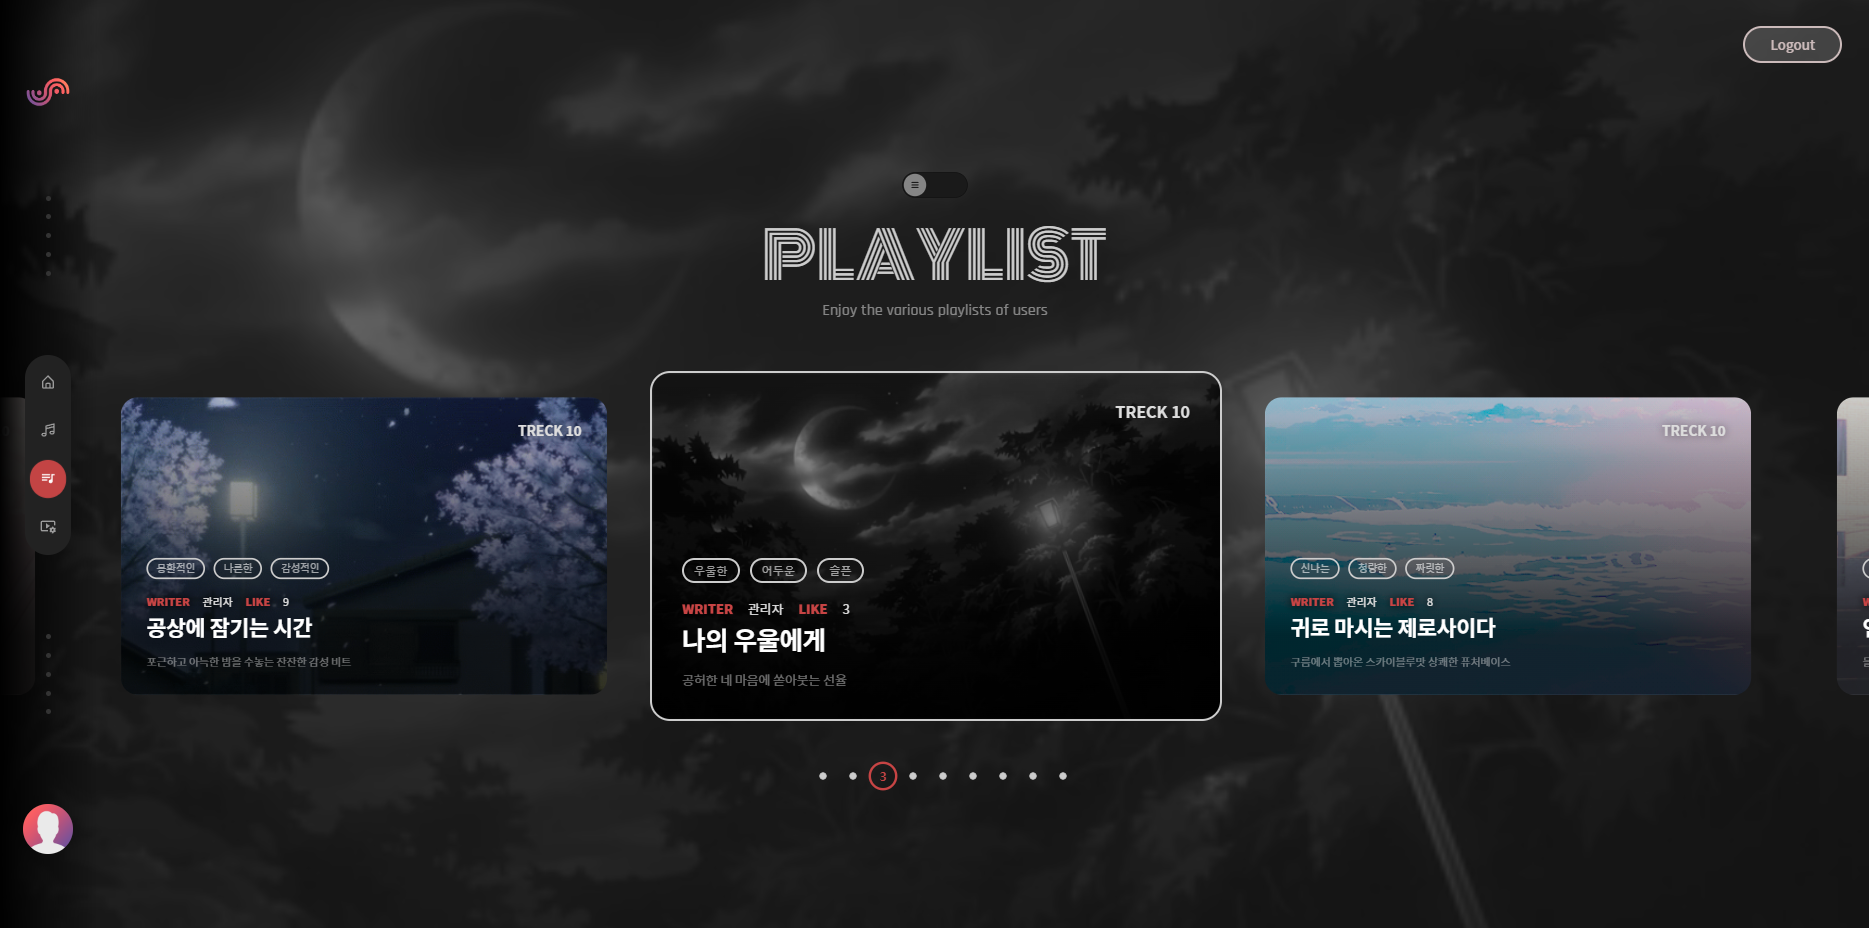 Logout
PLAYLIST
Enjoy the various playlists of users
TRECK 10
몽환적인 나른한 감성적인
WRITER 관리자 LIKE 9
공상에 잠기는 시간
포근하고 아늑한 밤을 수놓는 잔잔한 감성 비트
TRECK 10
우울한 어두운 슬픈
WRITER 관리자 LIKE 3
나의 우울에게
공허한 네 마음에 쏟아붓는 선율
TRECK 10
신나는 청량한 짜릿한
WRITER 관리자 LIKE 8
귀로 마시는 제로사이다
구름에서 뽑아온 스카이블루맛 상쾌한 퓨처베이스
3